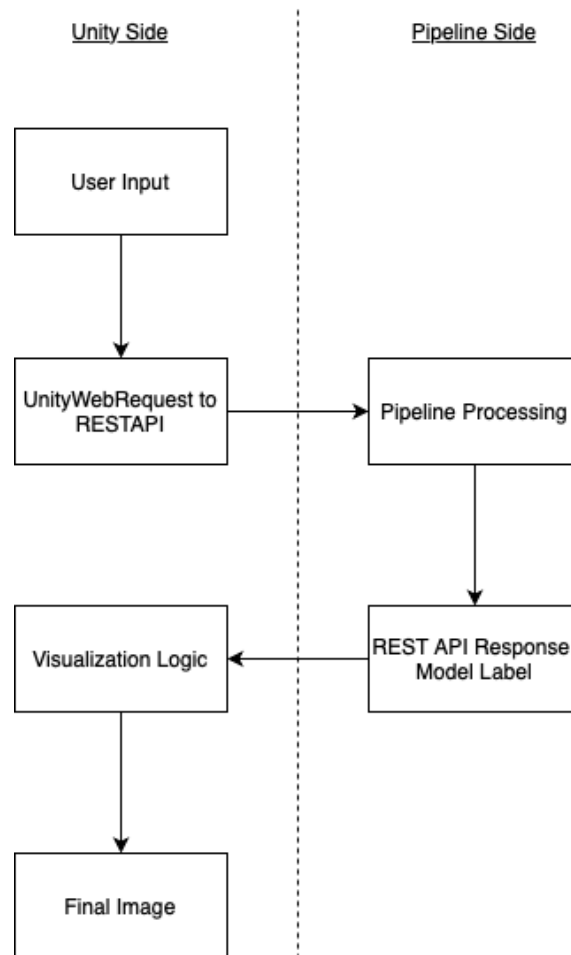 Unity Side
Pipeline Side
User Input
UnityWebRequest to
RESTAPI
Pipeline Processing
Visualization Logic
REST API Response
Model Label
Final Image